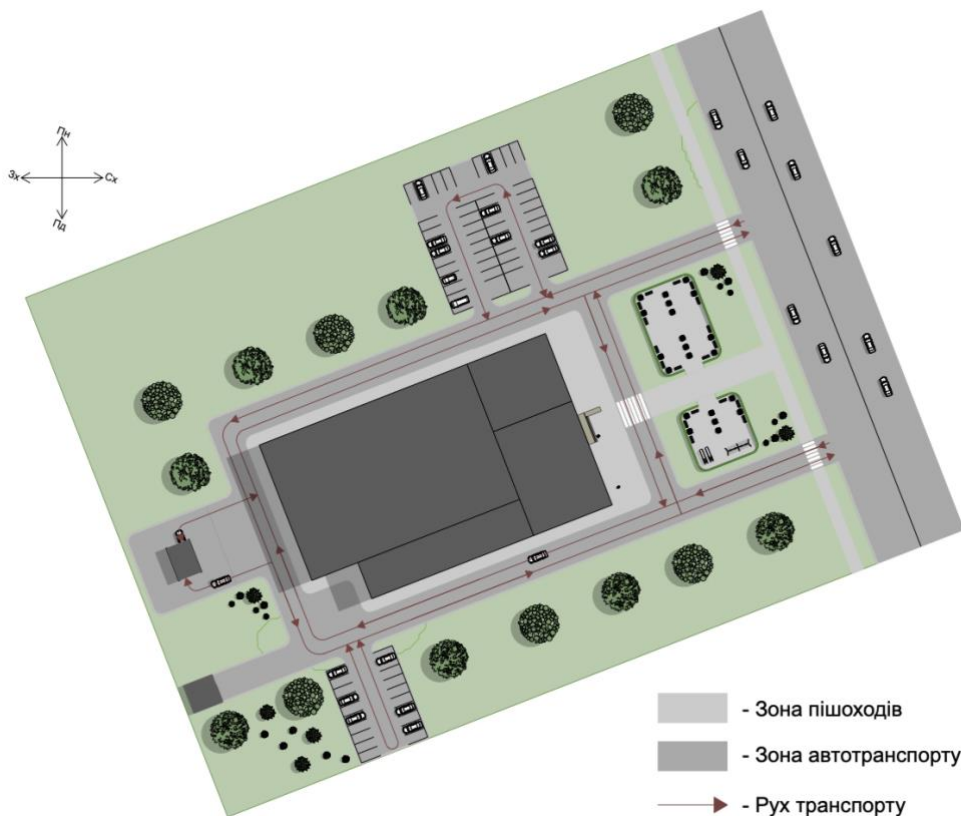 Пн
Зх
Сх
Пд
- Зона пішоходів
- Зона автотранспорту
- Рух транспорту